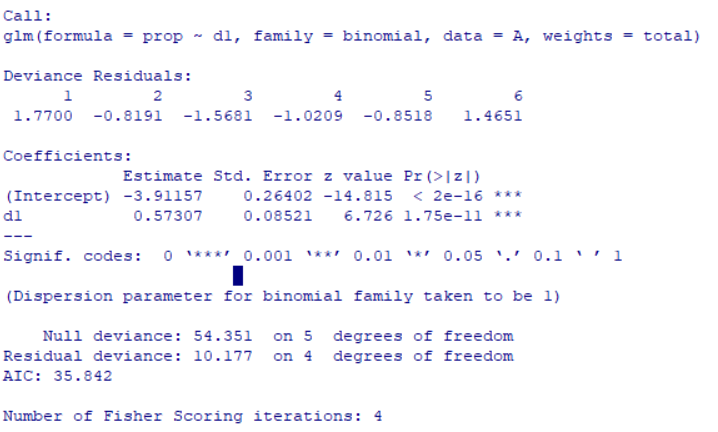 Call:
glm(formula = prop ~ d1, family = binomial, data = A, weights = total)
Deviance Residuals:
1 2 3 4 5 6
1.7700 -0.8191 -1.5681 -1.0209 -0.8518 1.4651
Coefficients:
Estimate Std. Error z value Pr(>|z|)
(Intercept) -3.91157 0.26402 -14.815 < 2e-16 ***
d1 0.57307 0.08521 6.726 1.75e-11 ***
---
Signif. codes: 0 ‘***’ 0.001 ‘**’ 0.01 ‘*’ 0.05 ‘.’ 0.1 ‘ ’ 1
(Dispersion parameter for binomial family taken to be 1)
Null deviance: 54.351 on 5 degrees of freedom
Residual deviance: 10.177 on 4 degrees of freedom
AIC: 35.842
Number of Fisher Scoring iterations: 4